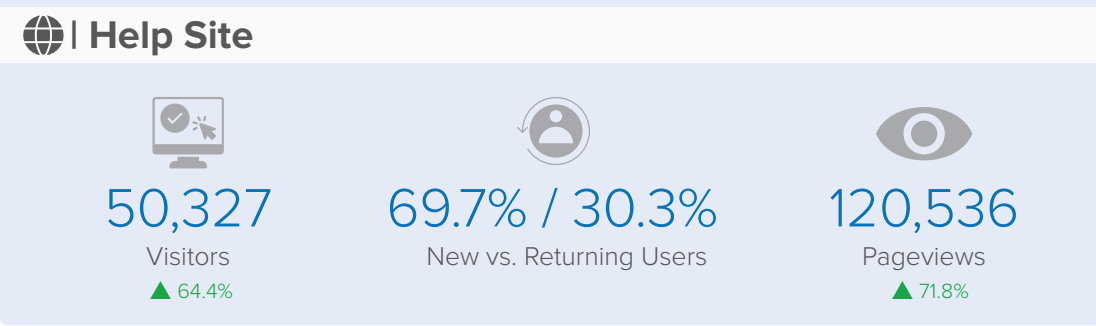 | Help Site
50,327
Visitors
▲ 64.4%
69.7% / 30.3%
New vs. Returning Users
120,536
Pageviews
▲ 71.8%